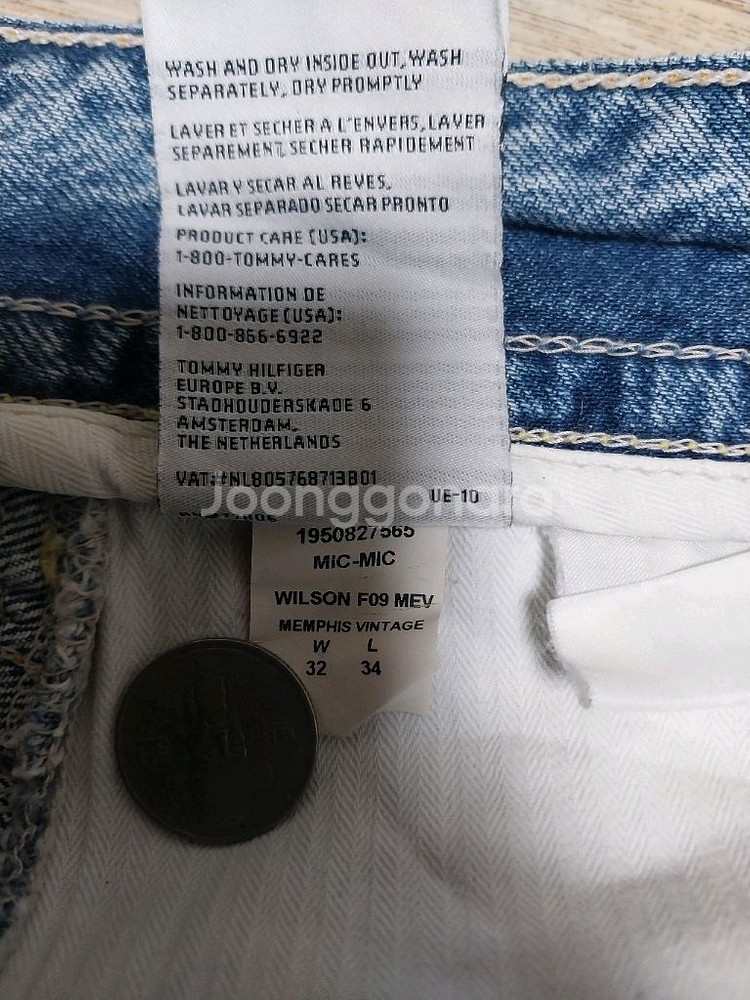 WASH AND DRY INSIDE OUT, WASH
SEPARATELY, DRY PROMPTLY
LAVER ET SECHER A L'ENVERS, LAVER
SEPAREMENT, SECHER RAPIDEMENT
LAVAR Y SECAR AL REVES,
LAVAR SEPARADO SECAR PRONTO
PRODUCT CARE (USA):
1-800-TOMMY-CARES
INFORMATION DE
NETTOYAGE (USA):
1-800-866-6922
TOMMY HILFIGER
EUROPE B.V.
STADHOUDERSKADE 6
AMSTERDAM,
THE NETHERLANDS
VAT:#NL805768713B01
UE-10
Joonggonara
1950827565
MIC-MIC
WILSON F09 MEV
MEMPHIS VINTAGE
W L
32 34